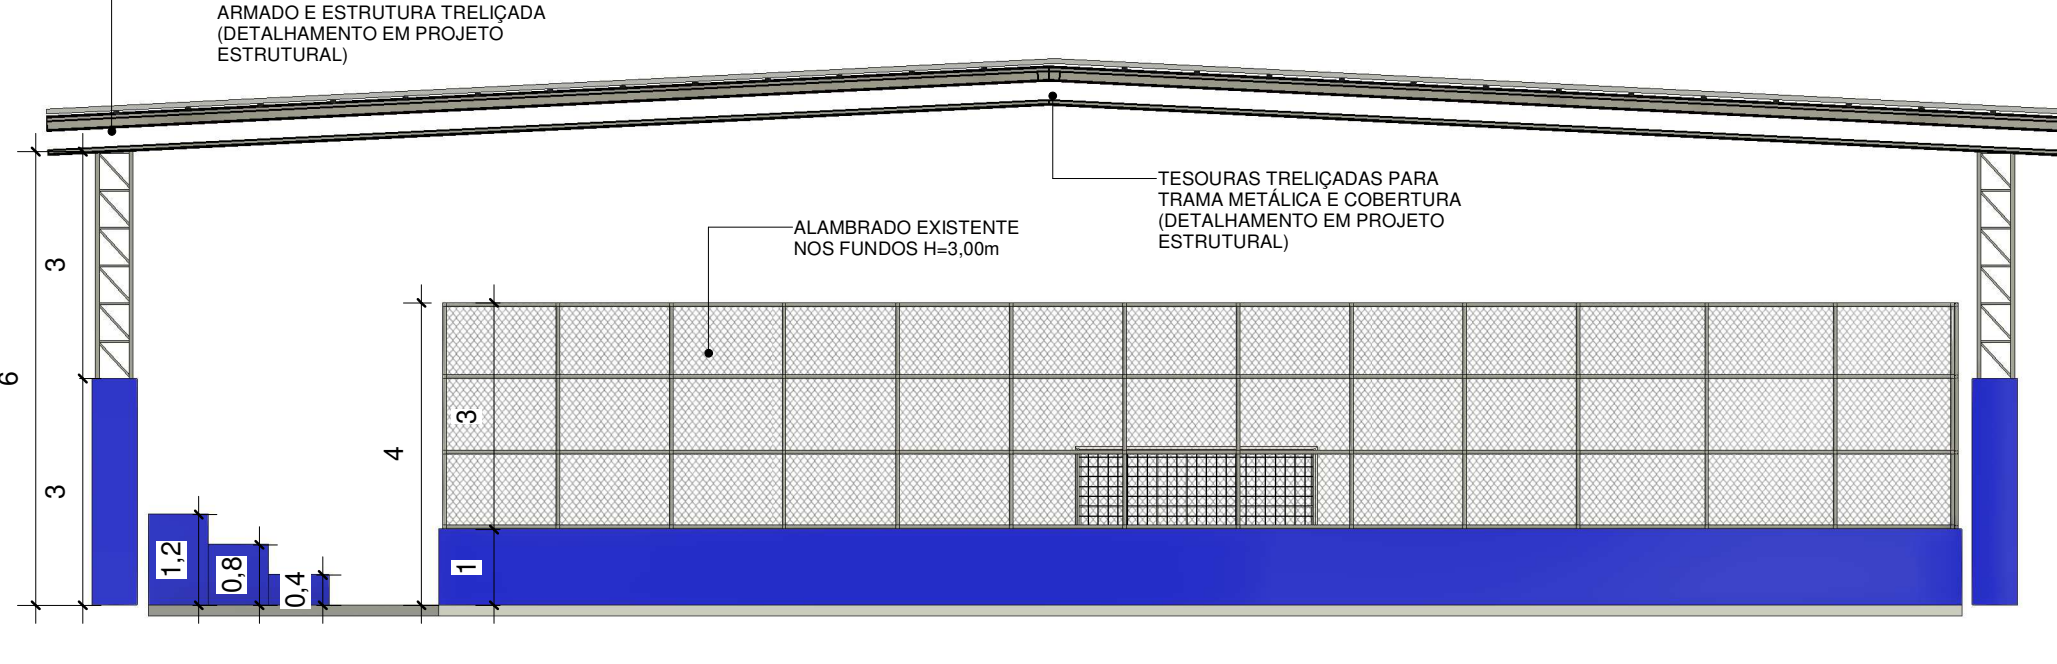 ARMADO E ESTRUTURA TRELIÇADA
(DETALHAMENTO EM PROJETO
ESTRUTURAL)
TESOURAS TRELIÇADAS PARA
TRAMA METÁLICA E COBERTURA
(DETALHAMENTO EM PROJETO
ESTRUTURAL)
ALAMBRADO EXISTENTE
NOS FUNDOS H=3,00m
6
3
3
4
3
1
1,2
0,8
0,4